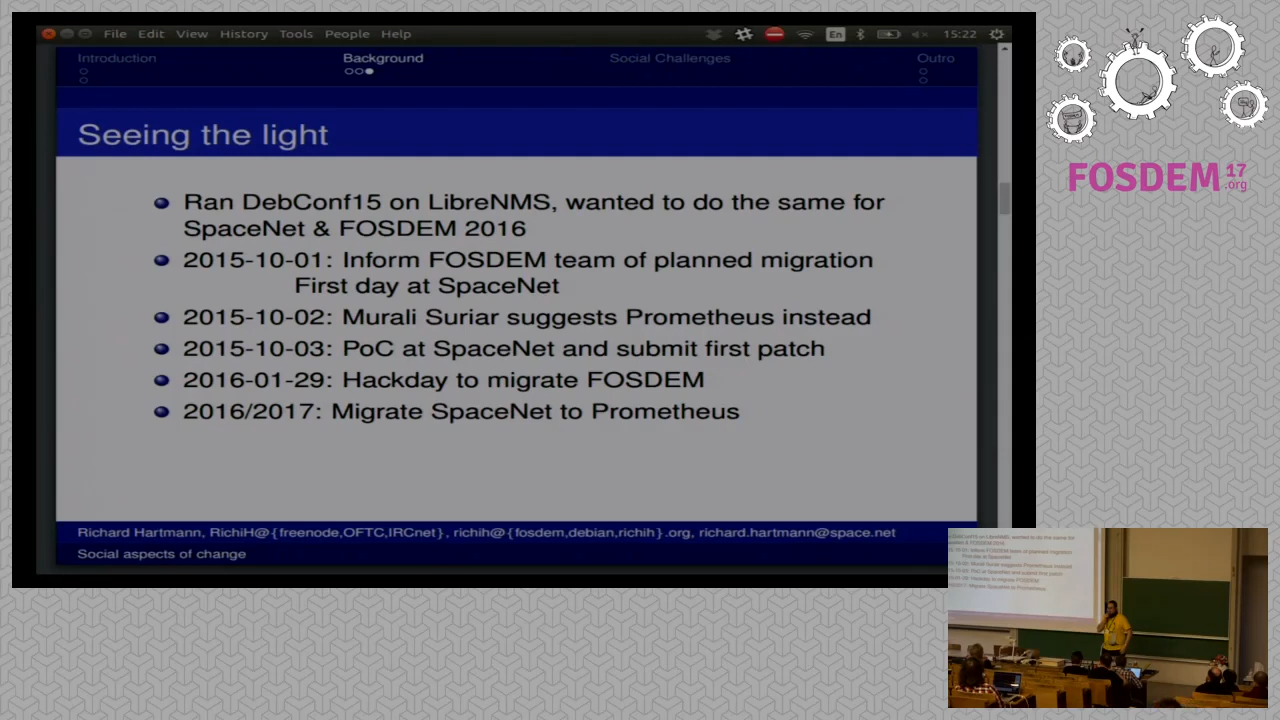 File Edit View History Tools People Help
En 15:22
Introduction Background Social Challenges Outro
Seeing the light
Ran DebConf15 on LibreNMS, wanted to do the same for
SpaceNet & FOSDEM 2016
2015-10-01: Inform FOSDEM team of planned migration
First day at SpaceNet
2015-10-02: Murali Suriar suggests Prometheus instead
2015-10-03: PoC at SpaceNet and submit first patch
2016-01-29: Hackday to migrate FOSDEM
2016/2017: Migrate SpaceNet to Prometheus
Richard Hartmann, RichiH@{freenode,OFTC,IRCnet}, richih@{fosdem,debian,richih}.org, richard.hartmann@space.net
Social aspects of change
FOSDEM 17
.org